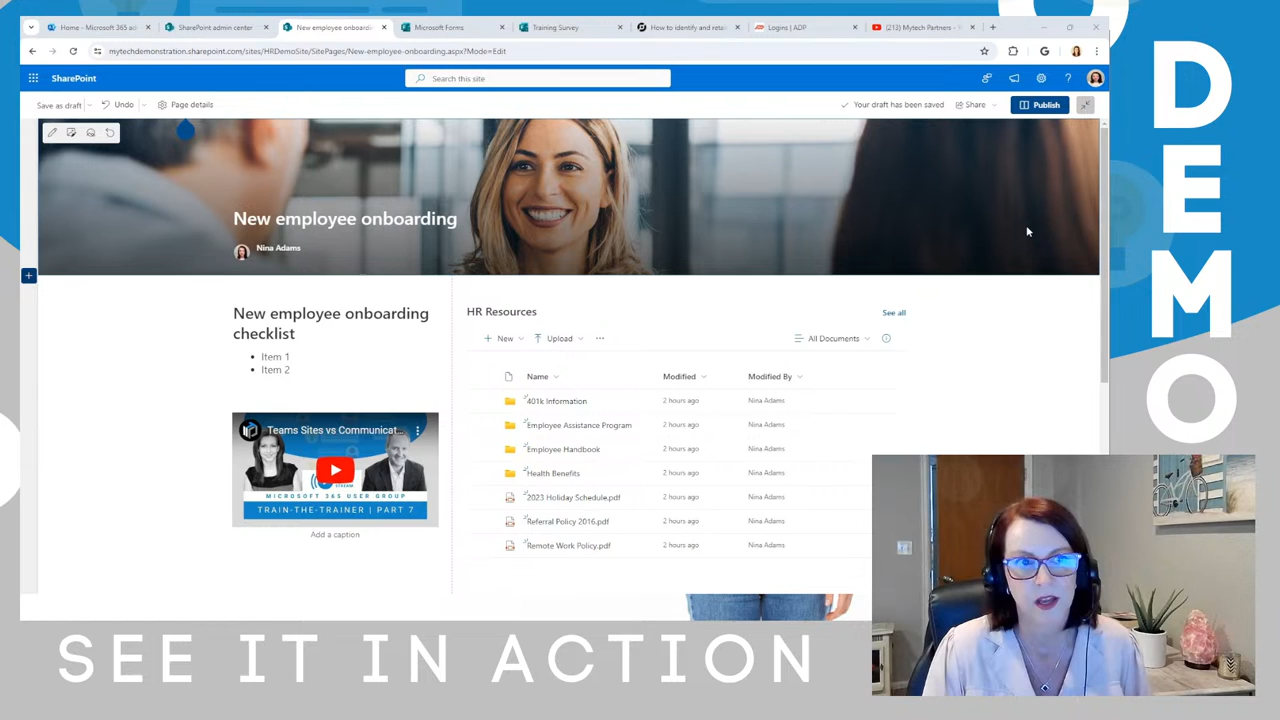 Home - Microsoft 365 ad
SharePoint admin center
New employee onboardin
Microsoft Forms
Training Survey
How to identify and reta
Logins | ADP
(213) Mytech Partners -
mytechdemonstration.sharepoint.com/sites/HRDemoSite/SitePages/New-employee-onboarding.aspx?Mode=Edit
SharePoint
Search this site
Save as draft
Undo
Page details
Your draft has been saved
Share
Publish
New employee onboarding
Nina Adams
New employee onboarding
checklist
• Item 1
• Item 2
Teams Sites vs Communicat...
STREAM
MICROSOFT 365 USER GROUP
TRAIN-THE-TRAINER | PART 7
Add a caption
HR Resources
See all
New
Upload
All Documents
Name Modified Modified By
401k Information 2 hours ago Nina Adams
Employee Assistance Program 2 hours ago Nina Adams
Employee Handbook 2 hours ago Nina Adams
Health Benefits 2 hours ago Nina Adams
2023 Holiday Schedule.pdf 2 hours ago Nina Adams
Referral Policy 2016.pdf 2 hours ago Nina Adams
Remote Work Policy.pdf 2 hours ago Nina Adams
DEMO
SEE IT IN ACTION